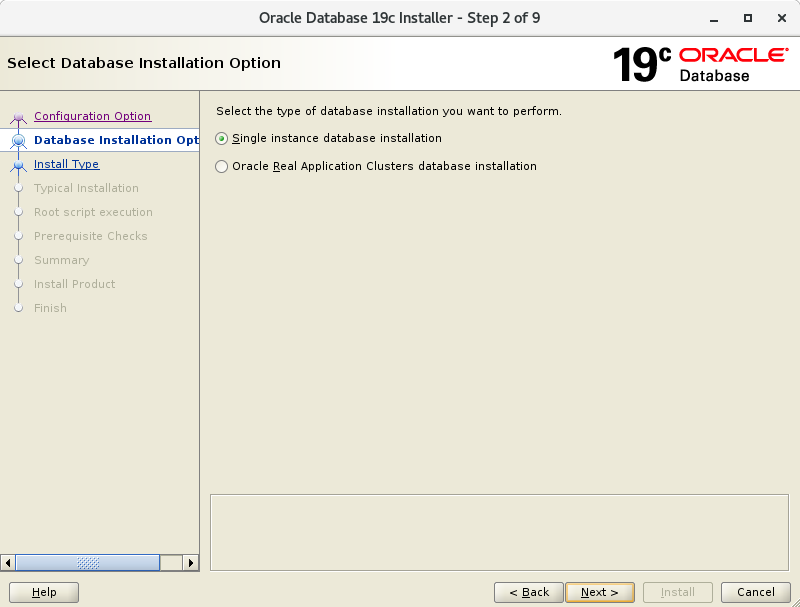 Oracle Database 19c Installer - Step 2 of 9
Select Database Installation Option
19c ORACLE
Database
Configuration Option
Database Installation Opt
Install Type
Typical Installation
Root script execution
Prerequisite Checks
Summary
Install Product
Finish
Select the type of database installation you want to perform.
Single instance database installation
Oracle Real Application Clusters database installation
Help
< Back
Next >
Install
Cancel